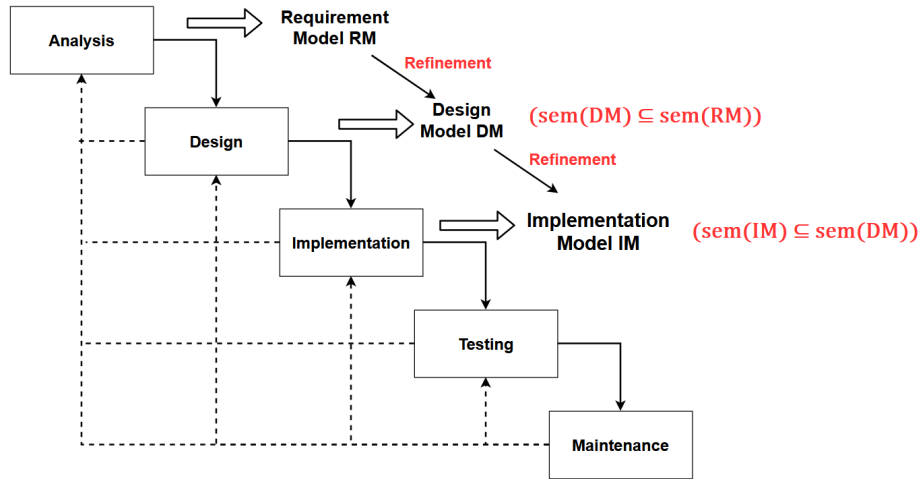 Analysis
Requirement
Model RM
Refinement
Design
Design
Model DM
(sem(DM) ⊆ sem(RM))
Refinement
Implementation
Implementation
Model IM
(sem(IM) ⊆ sem(DM))
Testing
Maintenance